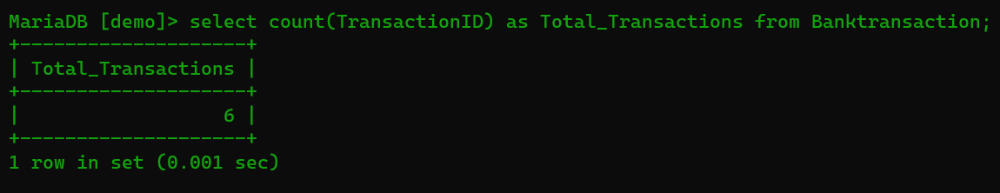 MariaDB [demo]> select count(TransactionID) as Total_Transactions from Banktransaction;
+--------------------+
| Total_Transactions |
+--------------------+
|                  6 |
+--------------------+
1 row in set (0.001 sec)